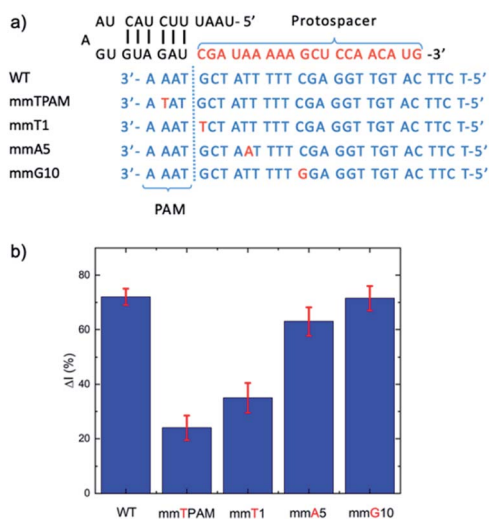 a)
AU CAUCUU UAAU- 5’ Protospacer
A
GU GUA GAU CGA UAA AAA GCU CCA ACA UG -3’
WT 3’- A AAT GCT ATT TTT CGA GGT TGT AC TTC T-5’
mmTPAM 3’- A TAT GCT ATT TTT CGA GGT TGT AC TTC T-5’
mmT1 3’- A AAT TCT ATT TTT CGA GGT TGT AC TTC T-5’
mmA5 3’- A AAT GCT AAT TTT CGA GGT TGT AC TTC T-5’
mmG10 3’- A AAT GCT ATT TTT GGA GGT TGT AC TTC T-5’
PAM
b)
ΔI (%)
80
60
40
20
0
WT mmTPAM mmT1 mmA5 mmG10